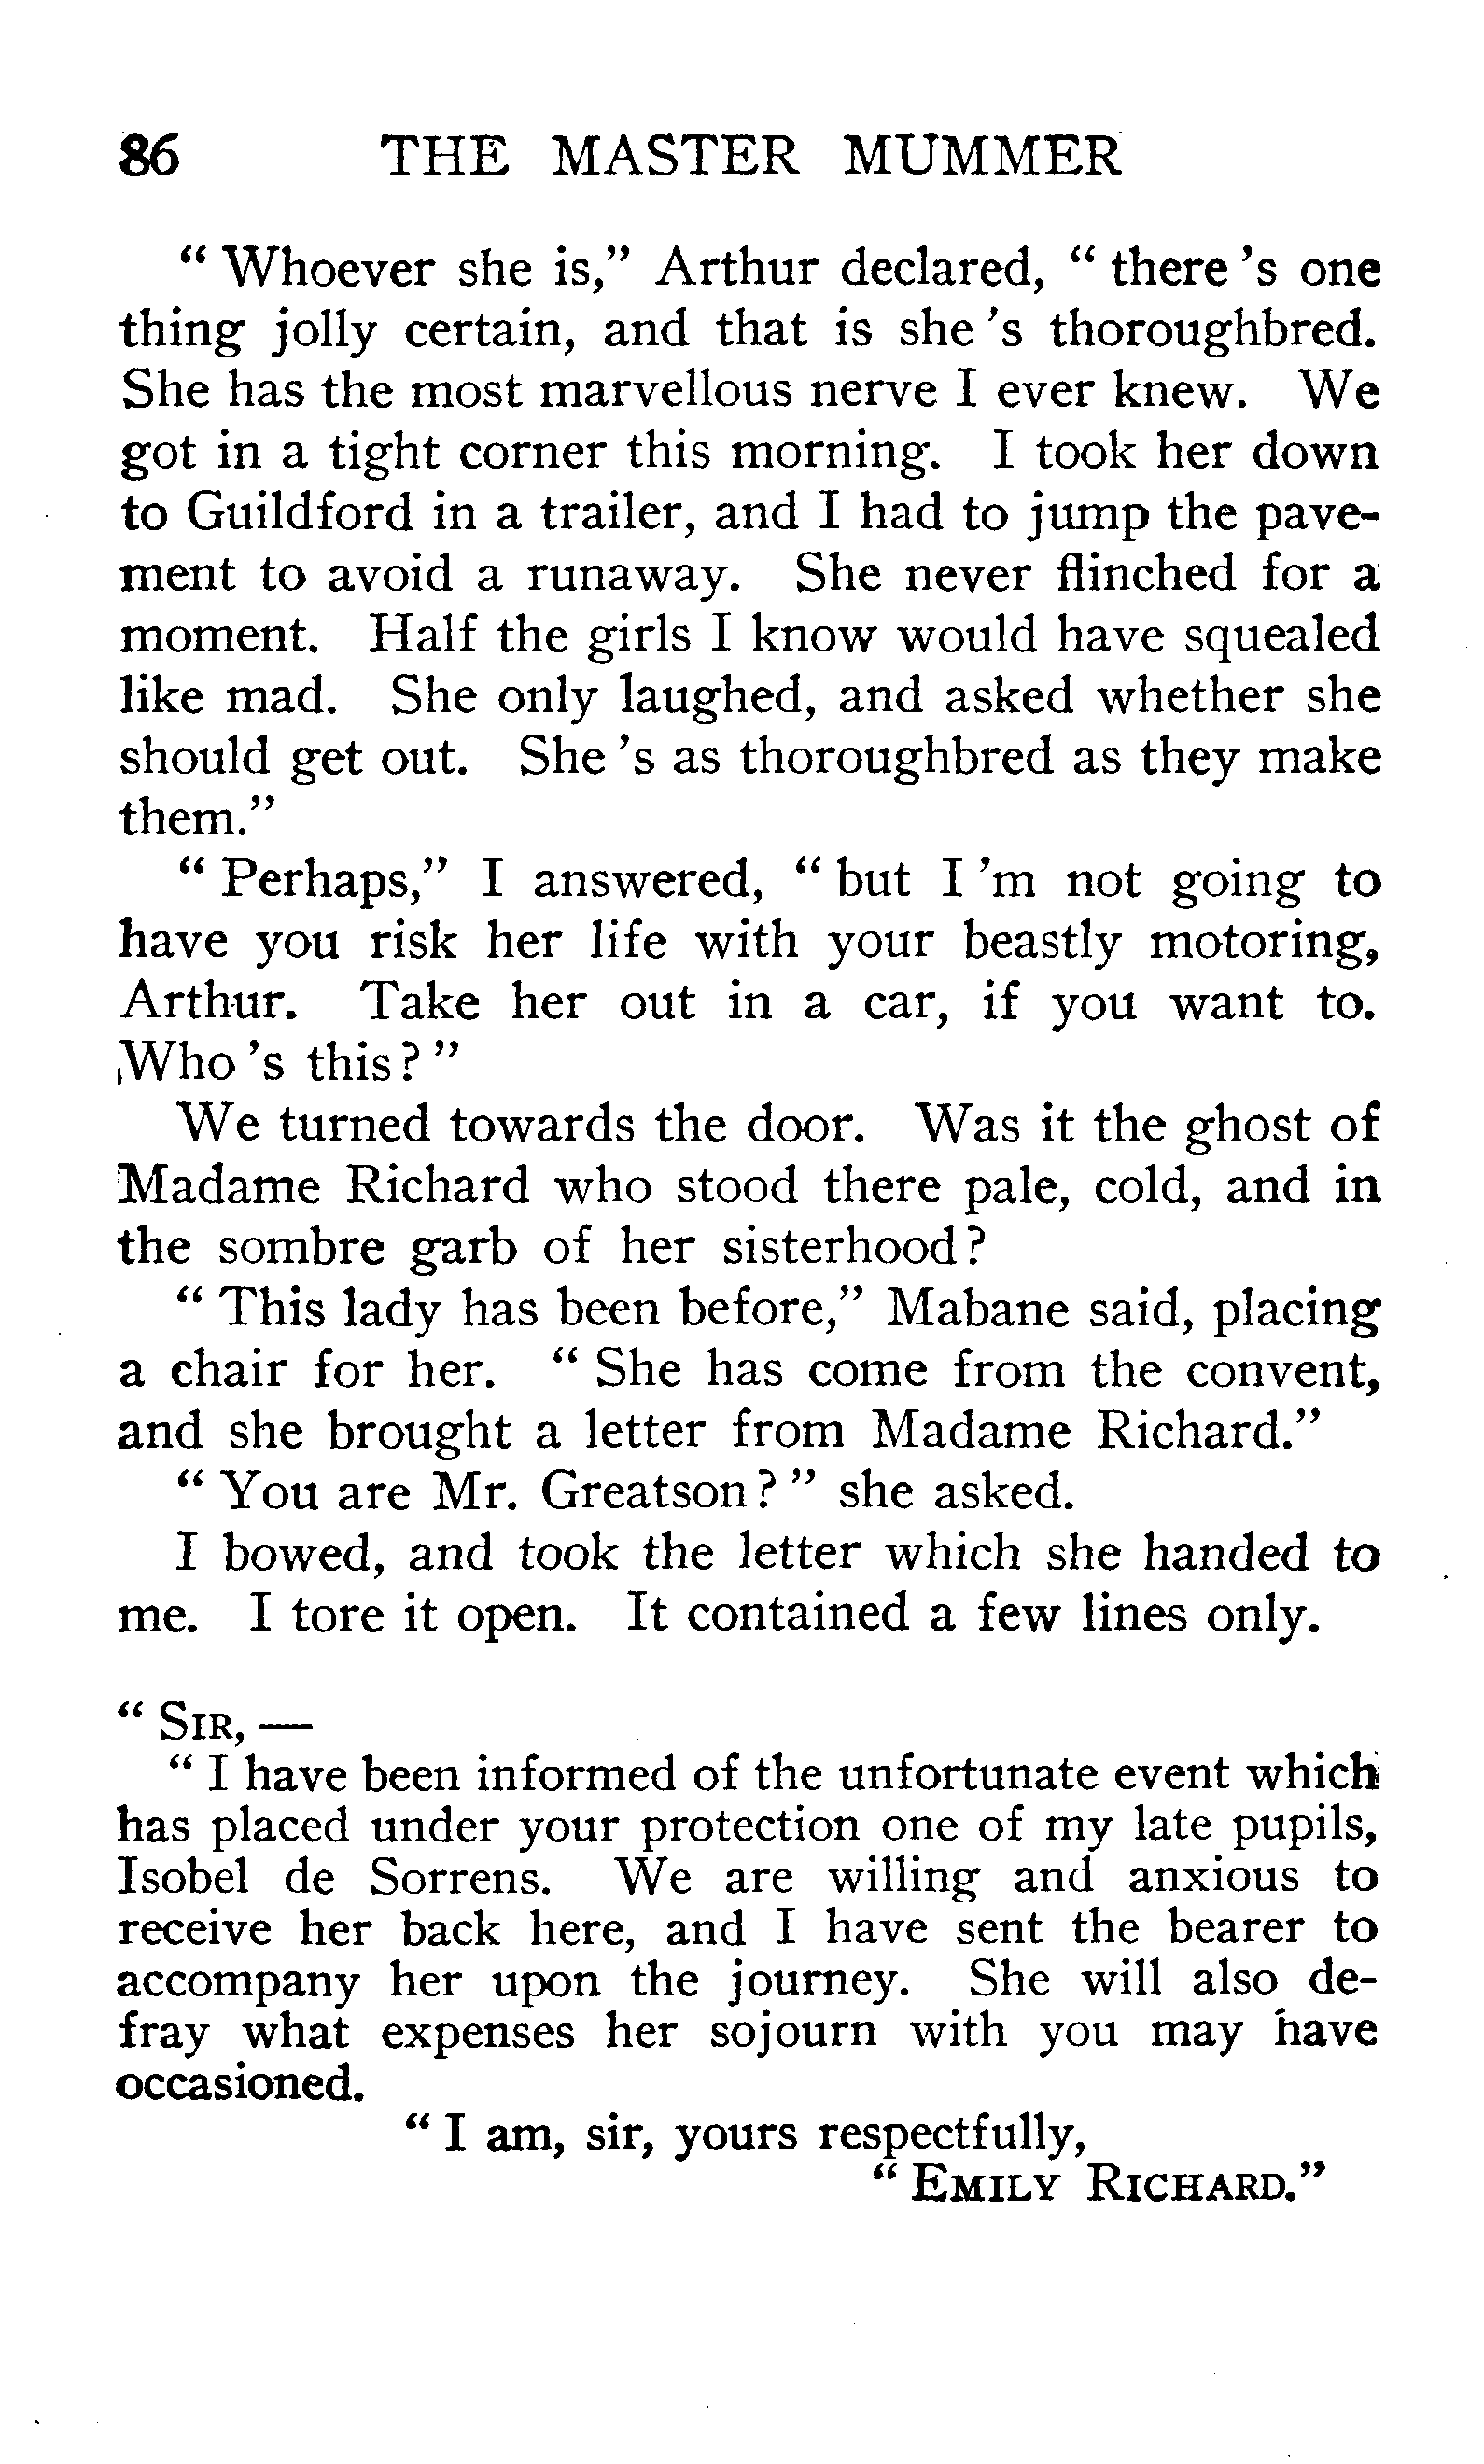 86 THE MASTER MUMMER
" Whoever she is," Arthur declared, " there 's one
thing jolly certain, and that is she 's thoroughbred.
She has the most marvellous nerve I ever knew. We
got in a tight corner this morning. I took her down
to Guildford in a trailer, and I had to jump the pave-
ment to avoid a runaway. She never flinched for a
moment. Half the girls I know would have squealed
like mad. She only laughed, and asked whether she
should get out. She 's as thoroughbred as they make
them."
" Perhaps," I answered, " but I 'm not going to
have you risk her life with your beastly motoring,
Arthur. Take her out in a car, if you want to.
Who 's this? "
We turned towards the door. Was it the ghost of
Madame Richard who stood there pale, cold, and in
the sombre garb of her sisterhood?
" This lady has been before," Mabane said, placing
a chair for her. " She has come from the convent,
and she brought a letter from Madame Richard."
" You are Mr. Greatson? " she asked.
I bowed, and took the letter which she handed to
me. I tore it open. It contained a few lines only.
" SIR, —
" I have been informed of the unfortunate event which
has placed under your protection one of my late pupils,
Isobel de Sorrens. We are willing and anxious to
receive her back here, and I have sent the bearer to
accompany her upon the journey. She will also de-
fray what expenses her sojourn with you may have
occasioned.
" I am, sir, yours respectfully,
" EMILY RICHARD."